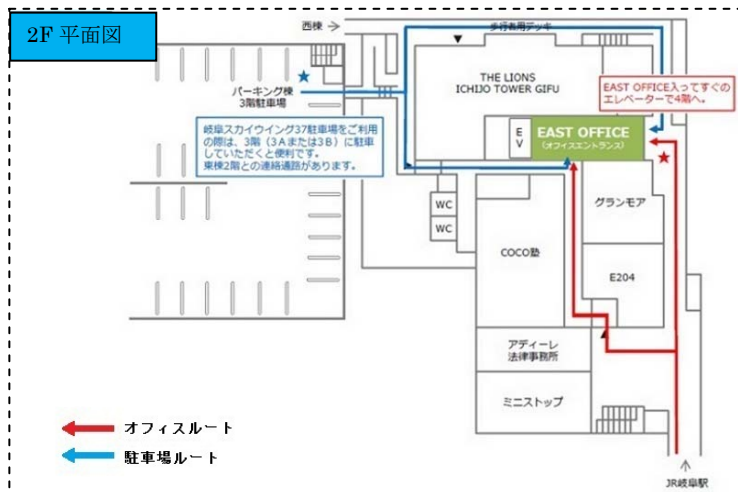 2F 平面図
西棟
歩行者用デッキ
パーキング棟
3階駐車場
THE LIONS
ICHIJO TOWER GIFU
EAST OFFICE入ってすぐの
エレベーターで4階へ。
岐阜スカイウイング37駐車場をご利用
の際は、3階（3Aまたは3B）に駐車
していただくと便利です。
東棟2階との連絡通路があります。
E
V
EAST OFFICE
（オフィスエントランス）
WC
WC
グランモア
COCO塾
E204
アディーレ
法律事務所
ミニストップ
オフィスルート
駐車場ルート
JR岐阜駅